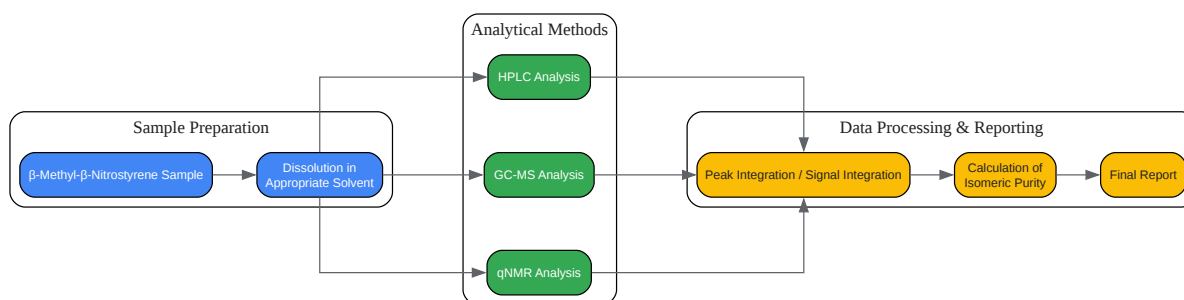 Analytical Methods
HPLC Analysis
Sample Preparation
Data Processing & Reporting
β-Methyl-β-Nitrostyrene Sample
Dissolution in
Appropriate Solvent
GC-MS Analysis
Peak Integration / Signal Integration
Calculation of
Isomeric Purity
Final Report
qNMR Analysis